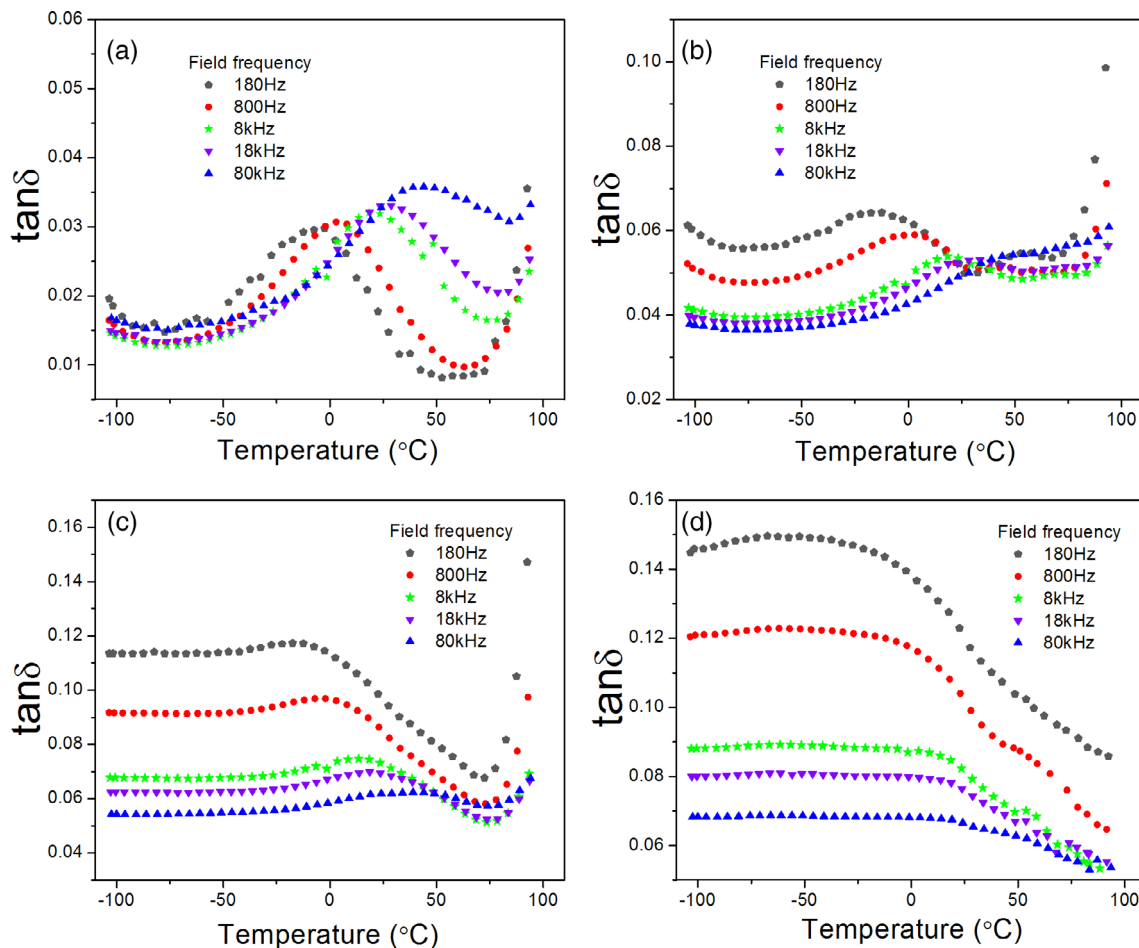 (a)
Field frequency
180Hz
800Hz
8kHz
18kHz
80kHz
0.06
0.05
0.04
0.03
0.02
0.01
tanδ
-100
-50
0
50
100
Temperature (°C)
(b)
Field frequency
180Hz
800Hz
8kHz
18kHz
80kHz
0.10
0.08
0.06
0.04
0.02
tanδ
-100
-50
0
50
100
Temperature (°C)
(c)
Field frequency
180Hz
800Hz
8kHz
18kHz
80kHz
0.16
0.14
0.12
0.10
0.08
0.06
0.04
tanδ
-100
-50
0
50
100
Temperature (°C)
(d)
Field frequency
180Hz
800Hz
8kHz
18kHz
80kHz
0.16
0.14
0.12
0.10
0.08
0.06
tanδ
-100
-50
0
50
100
Temperature (°C)